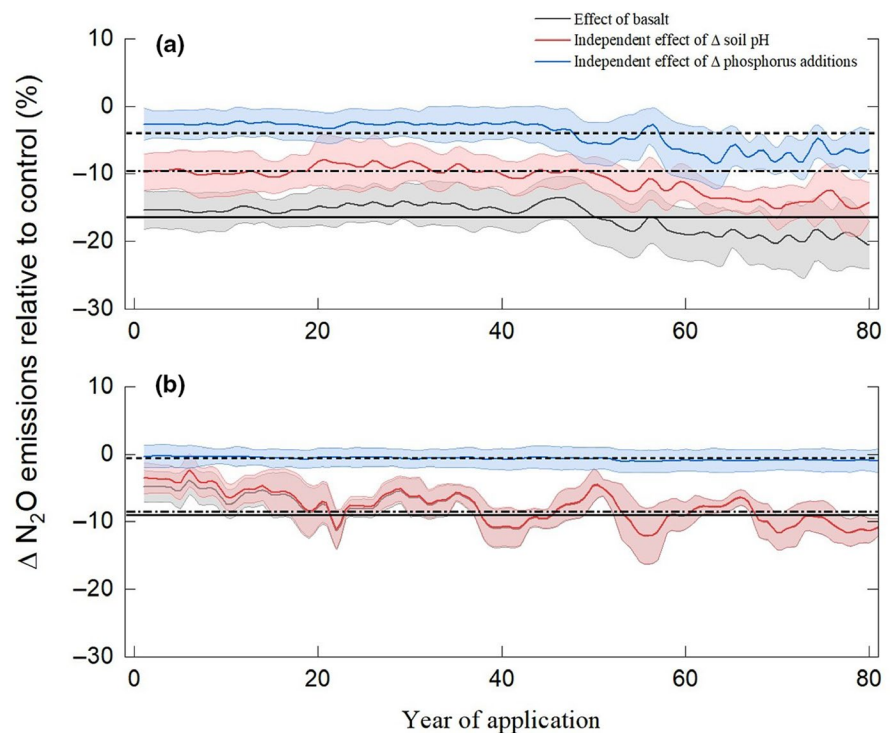 Effect of basalt
Independent effect of Δ soil pH
Independent effect of Δ phosphorus additions
(a)
10
0
−10
−20
−30
0
20
40
60
80
(b)
10
0
−10
−20
−30
0
20
40
60
80
Δ N₂O emissions relative to control (%)
Year of application